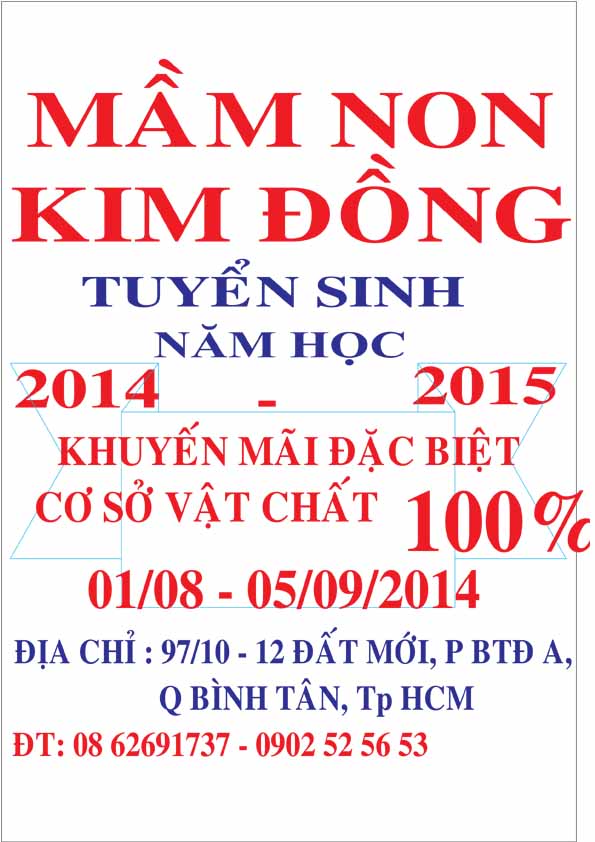 MẦM NON
KIM ĐỒNG
TUYỂN SINH
NĂM HỌC
2014 - 2015
KHUYẾN MÃI ĐẶC BIỆT
CƠ SỞ VẬT CHẤT 100%
01/08 - 05/09/2014
ĐỊA CHỈ : 97/10 - 12 ĐẤT MỚI, P BTĐ A,
Q BÌNH TÂN, Tp HCM
ĐT: 08 62691737 - 0902 52 56 53